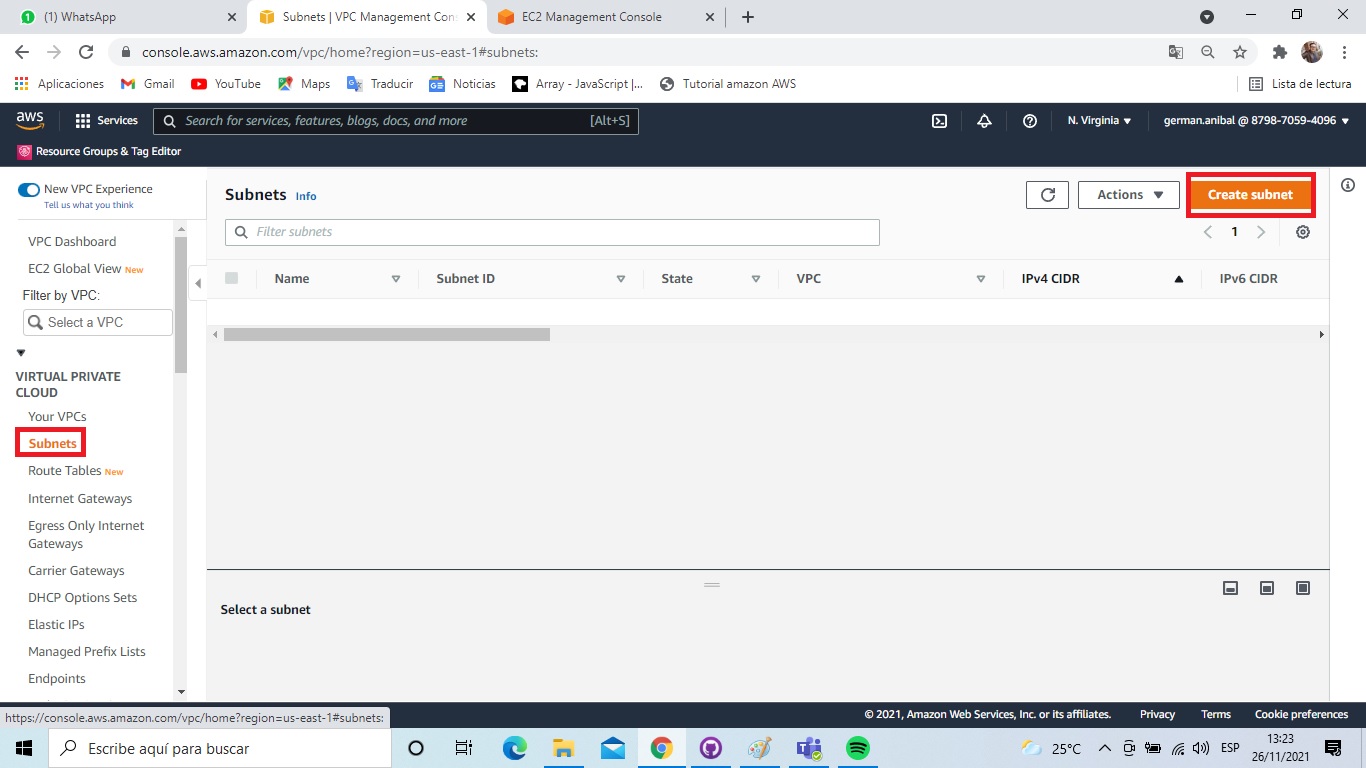 (1) WhatsApp
Subnets | VPC Management Cons
EC2 Management Console
console.aws.amazon.com/vpc/home?region=us-east-1#subnets:
Aplicaciones
Gmail
YouTube
Maps
Traducir
Noticias
Array - JavaScript |...
Tutorial amazon AWS
Lista de lectura
aws
Services
Search for services, features, blogs, docs, and more
[Alt+S]
N. Virginia
german.anibal @ 8798-7059-4096
Resource Groups & Tag Editor
New VPC Experience
Tell us what you think
VPC Dashboard
EC2 Global View New
Filter by VPC:
Select a VPC
VIRTUAL PRIVATE
CLOUD
Your VPCs
Subnets
Route Tables New
Internet Gateways
Egress Only Internet
Gateways
Carrier Gateways
DHCP Options Sets
Elastic IPs
Managed Prefix Lists
Endpoints
Subnets Info
Actions
Create subnet
Filter subnets
1
Name
Subnet ID
State
VPC
IPv4 CIDR
IPv6 CIDR
Select a subnet
https://console.aws.amazon.com/vpc/home?region=us-east-1#subnets:
© 2021, Amazon Web Services, Inc. or its affiliates.
Privacy
Terms
Cookie preferences
Escribe aquí para buscar
25°C
ESP
13:23
26/11/2021